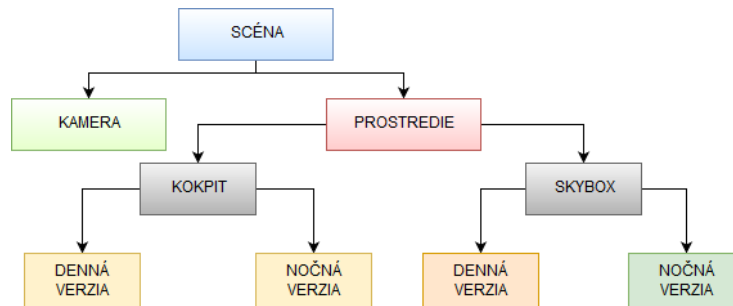 SCÉNA
KAMERA
PROSTREDIE
KOKPIT
SKYBOX
DENNÁ
VERZIA
NOČNÁ
VERZIA
DENNÁ
VERZIA
NOČNÁ
VERZIA